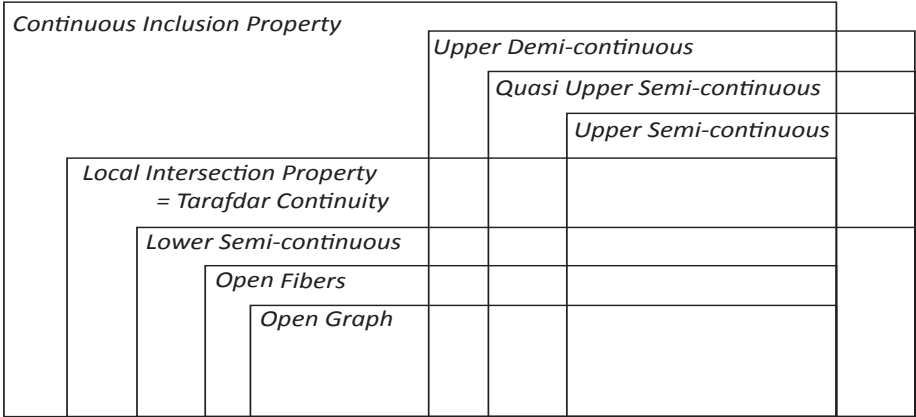 Continuous Inclusion Property
Upper Demi-continuous
Quasi Upper Semi-continuous
Upper Semi-continuous
Local Intersection Property
= Tarafdar Continuity
Lower Semi-continuous
Open Fibers
Open Graph